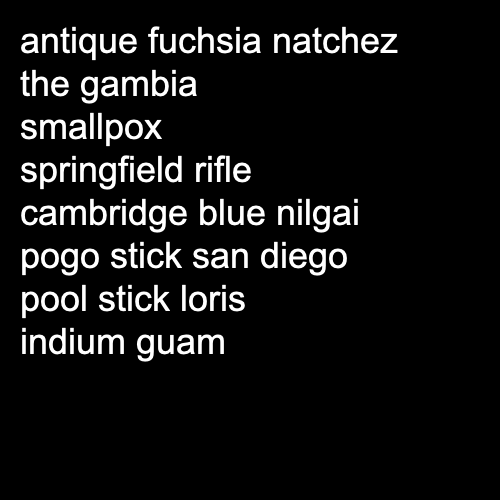 antique fuchsia natchez
the gambia
smallpox
springfield rifle
cambridge blue nilgai
pogo stick san diego
pool stick loris
indium guam